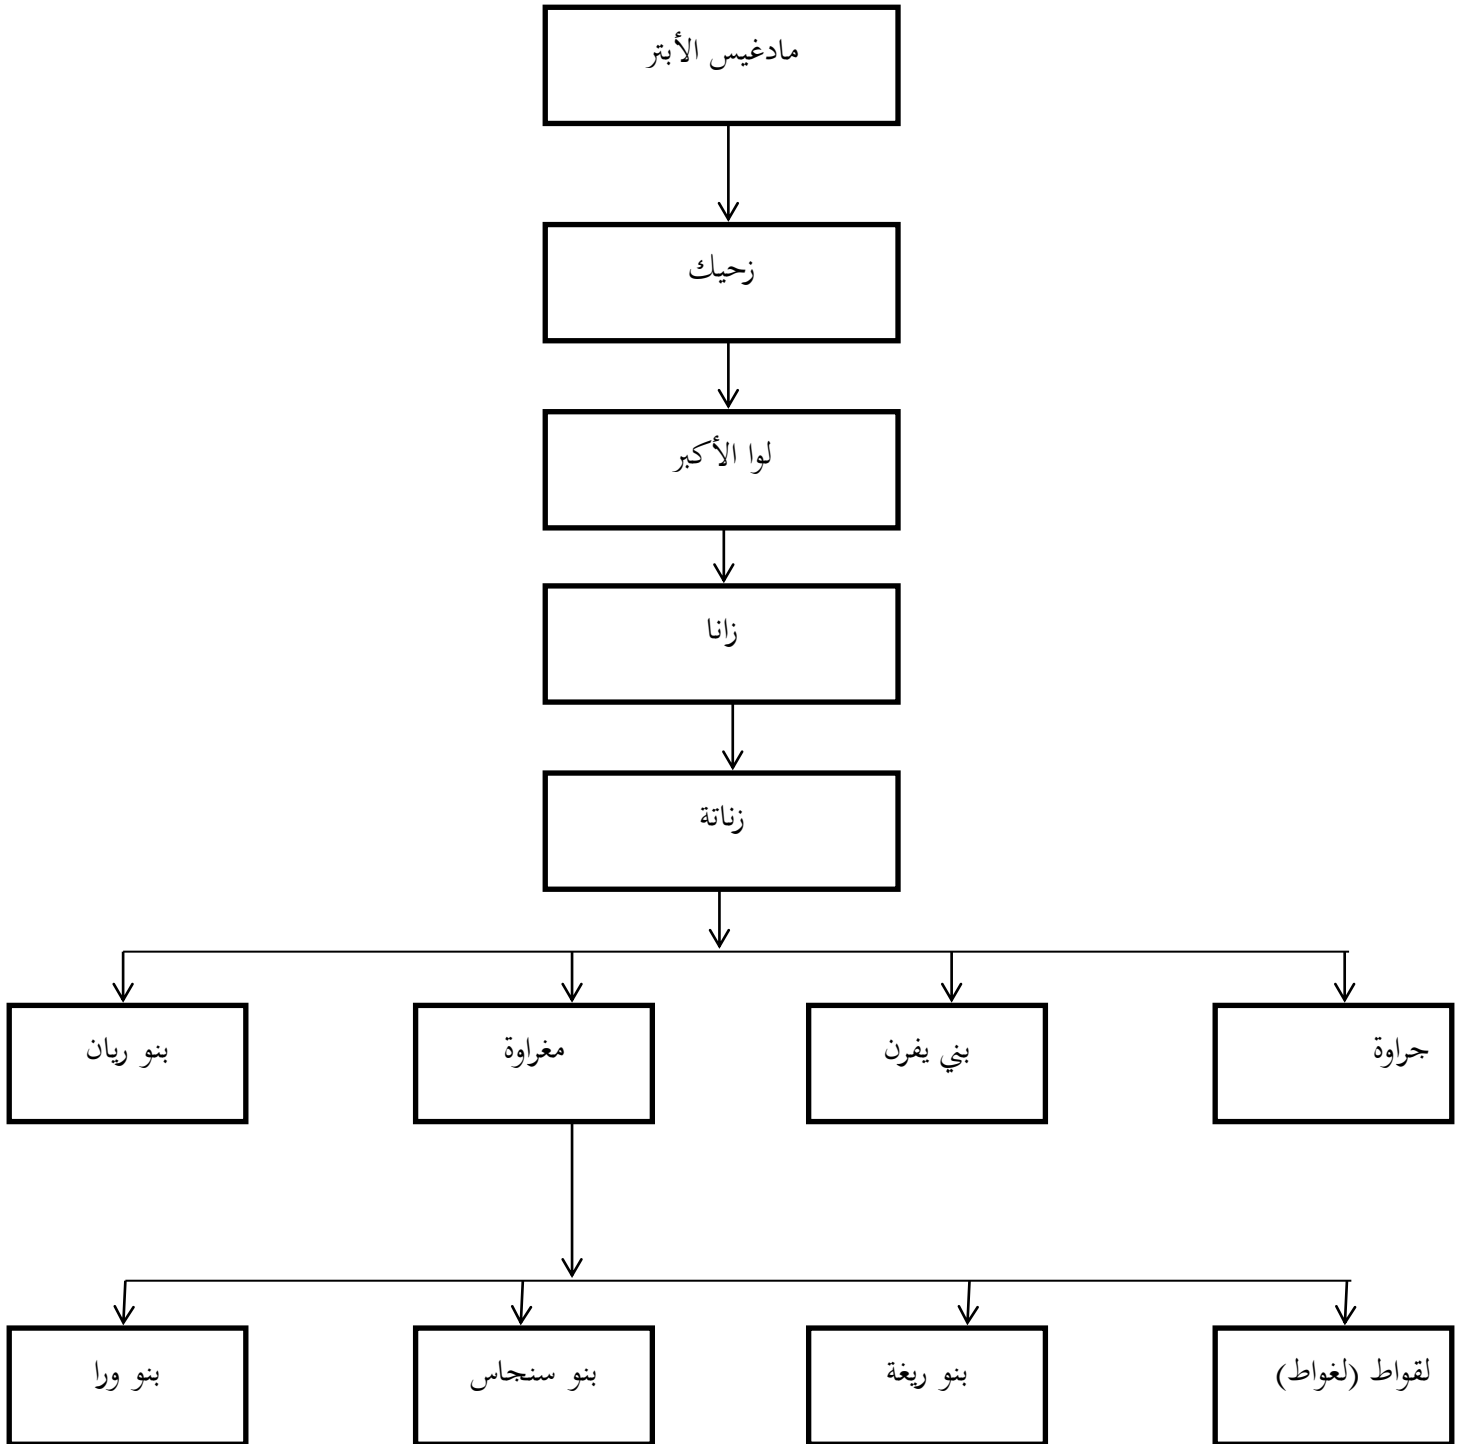 مادغيس الأبتر
زحيك
لوا الأكبر
زانا
زناتة
جراوة
بني يفرن
مغراوة
بنو ريان
لقواط (لغواط)
بنو ريغة
بنو سنجاس
بنو ورا